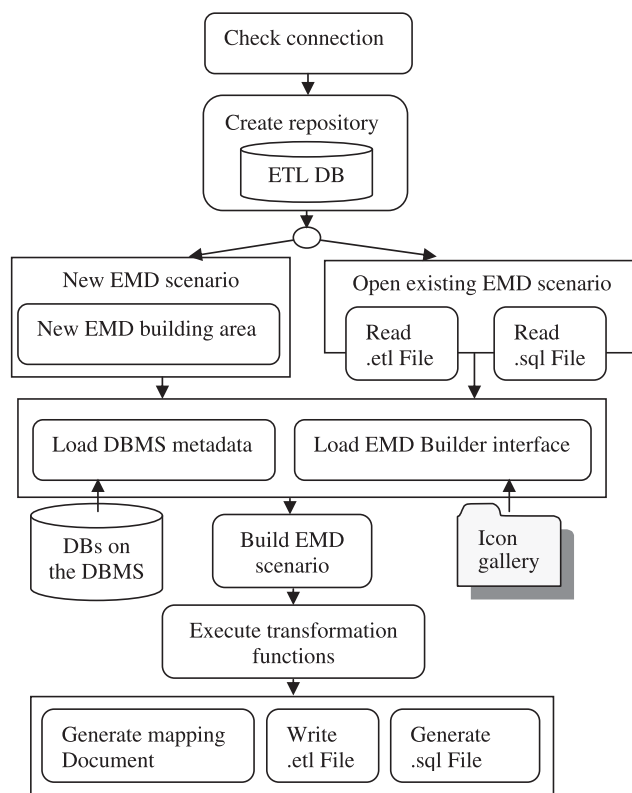 Check connection
Create repository
ETL DB
New EMD scenario
New EMD building area
Open existing EMD scenario
Read
.etl File
Read
.sql File
Load DBMS metadata
Load EMD Builder interface
DBs on
the DBMS
Build EMD
scenario
Icon
gallery
Execute transformation
functions
Generate mapping
Document
Write
.etl File
Generate
.sql File